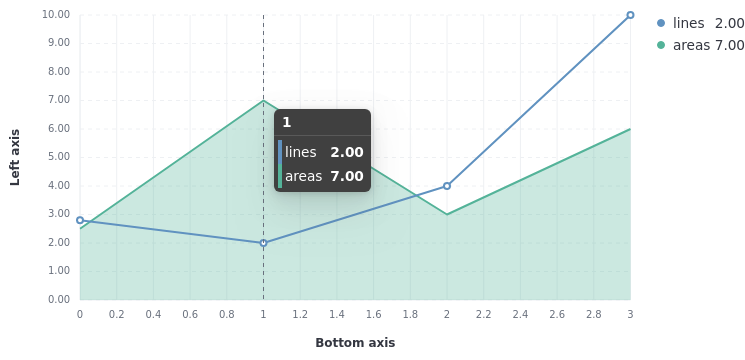 10.00
9.00
8.00
7.00
6.00
5.00
4.00
3.00
2.00
1.00
0.00
Left axis
0 0.2 0.4 0.6 0.8 1 1.2 1.4 1.6 1.8 2 2.2 2.4 2.6 2.8 3
Bottom axis
1
lines 2.00
areas 7.00
lines 2.00
areas 7.00